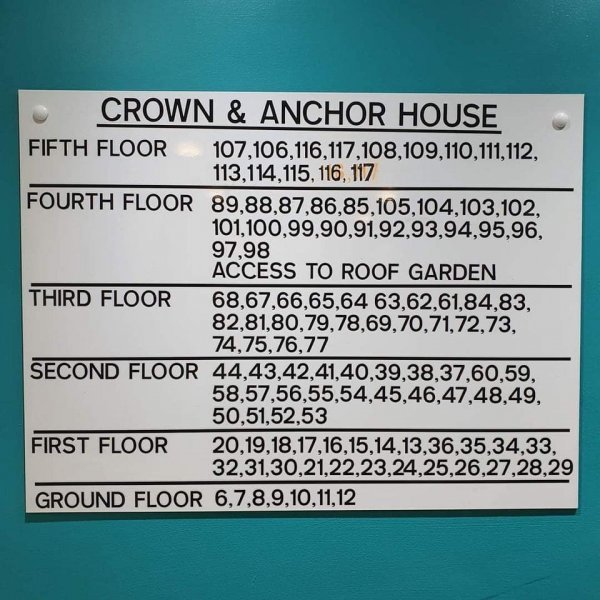 CROWN & ANCHOR HOUSE
FIFTH FLOOR 107,106,116,117,108,109,110,111,112,
113,114,115, 116, 117
FOURTH FLOOR 89,88,87,86,85,105,104,103,102,
101,100,99,90,91,92,93,94,95,96,
97,98
ACCESS TO ROOF GARDEN
THIRD FLOOR 68,67,66,65,64 63,62,61,84,83,
82,81,80,79,78,69,70,71,72,73,
74,75,76,77
SECOND FLOOR 44,43,42,41,40,39,38,37,60,59,
58,57,56,55,54,45,46,47,48,49,
50,51,52,53
FIRST FLOOR 20,19,18,17,16,15,14,13,36,35,34,33,
32,31,30,21,22,23,24,25,26,27,28,29
GROUND FLOOR 6,7,8,9,10,11,12